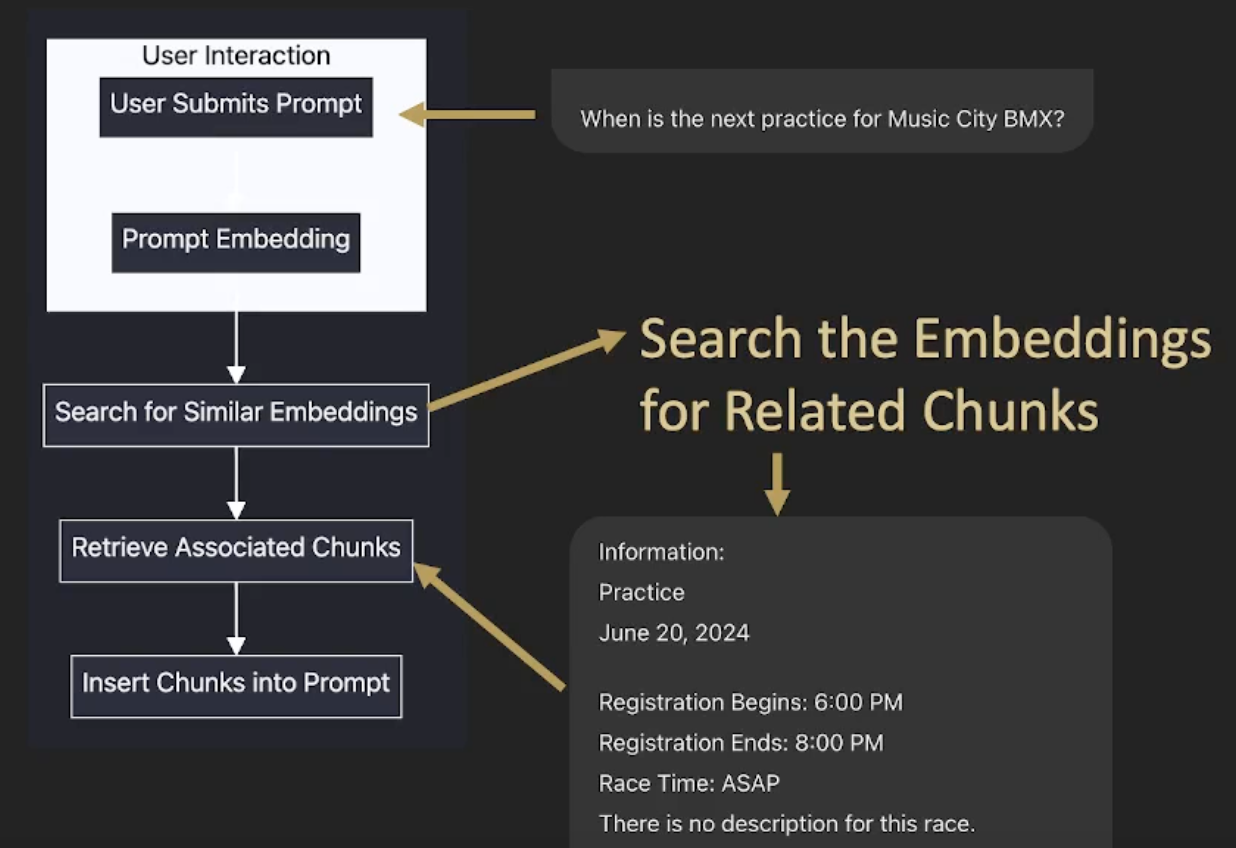 User Interaction
User Submits Prompt
When is the next practice for Music City BMX?
Prompt Embedding
Search for Similar Embeddings
Search the Embeddings
for Related Chunks
Retrieve Associated Chunks
Insert Chunks into Prompt
Information:
Practice
June 20, 2024
Registration Begins: 6:00 PM
Registration Ends: 8:00 PM
Race Time: ASAP
There is no description for this race.